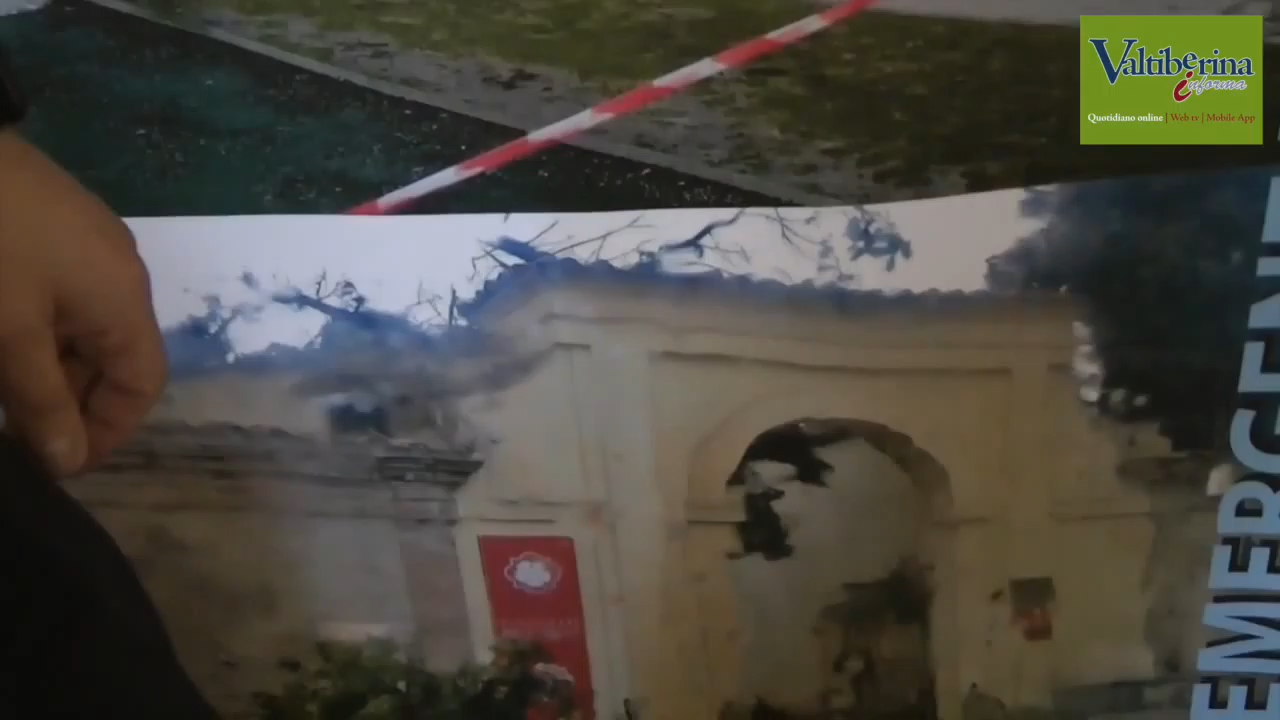 Valtiberina
informa
Quotidiano online | Web tv | Mobile App
EMERGEN